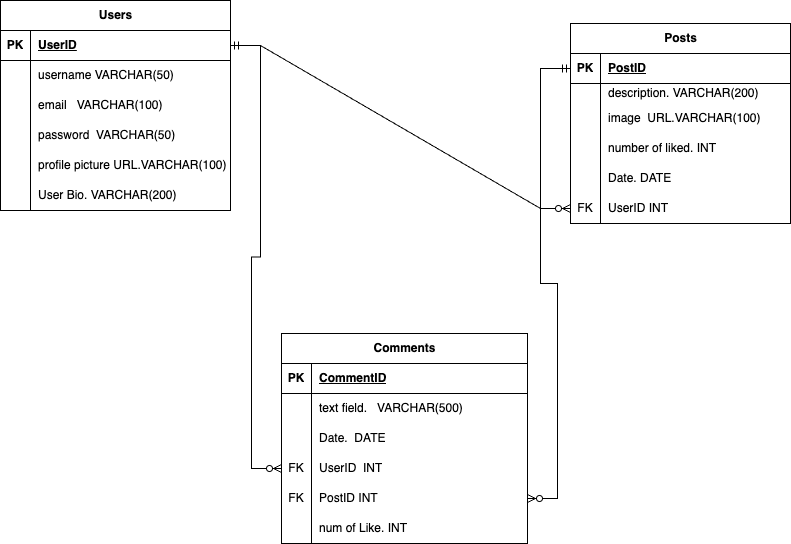 Users
PK UserID
username VARCHAR(50)
email VARCHAR(100)
password VARCHAR(50)
profile picture URL.VARCHAR(100)
User Bio. VARCHAR(200)
Posts
PK PostID
description. VARCHAR(200)
image URL.VARCHAR(100)
number of liked. INT
Date. DATE
FK UserID INT
Comments
PK CommentID
text field. VARCHAR(500)
Date. DATE
FK UserID INT
FK PostID INT
num of Like. INT